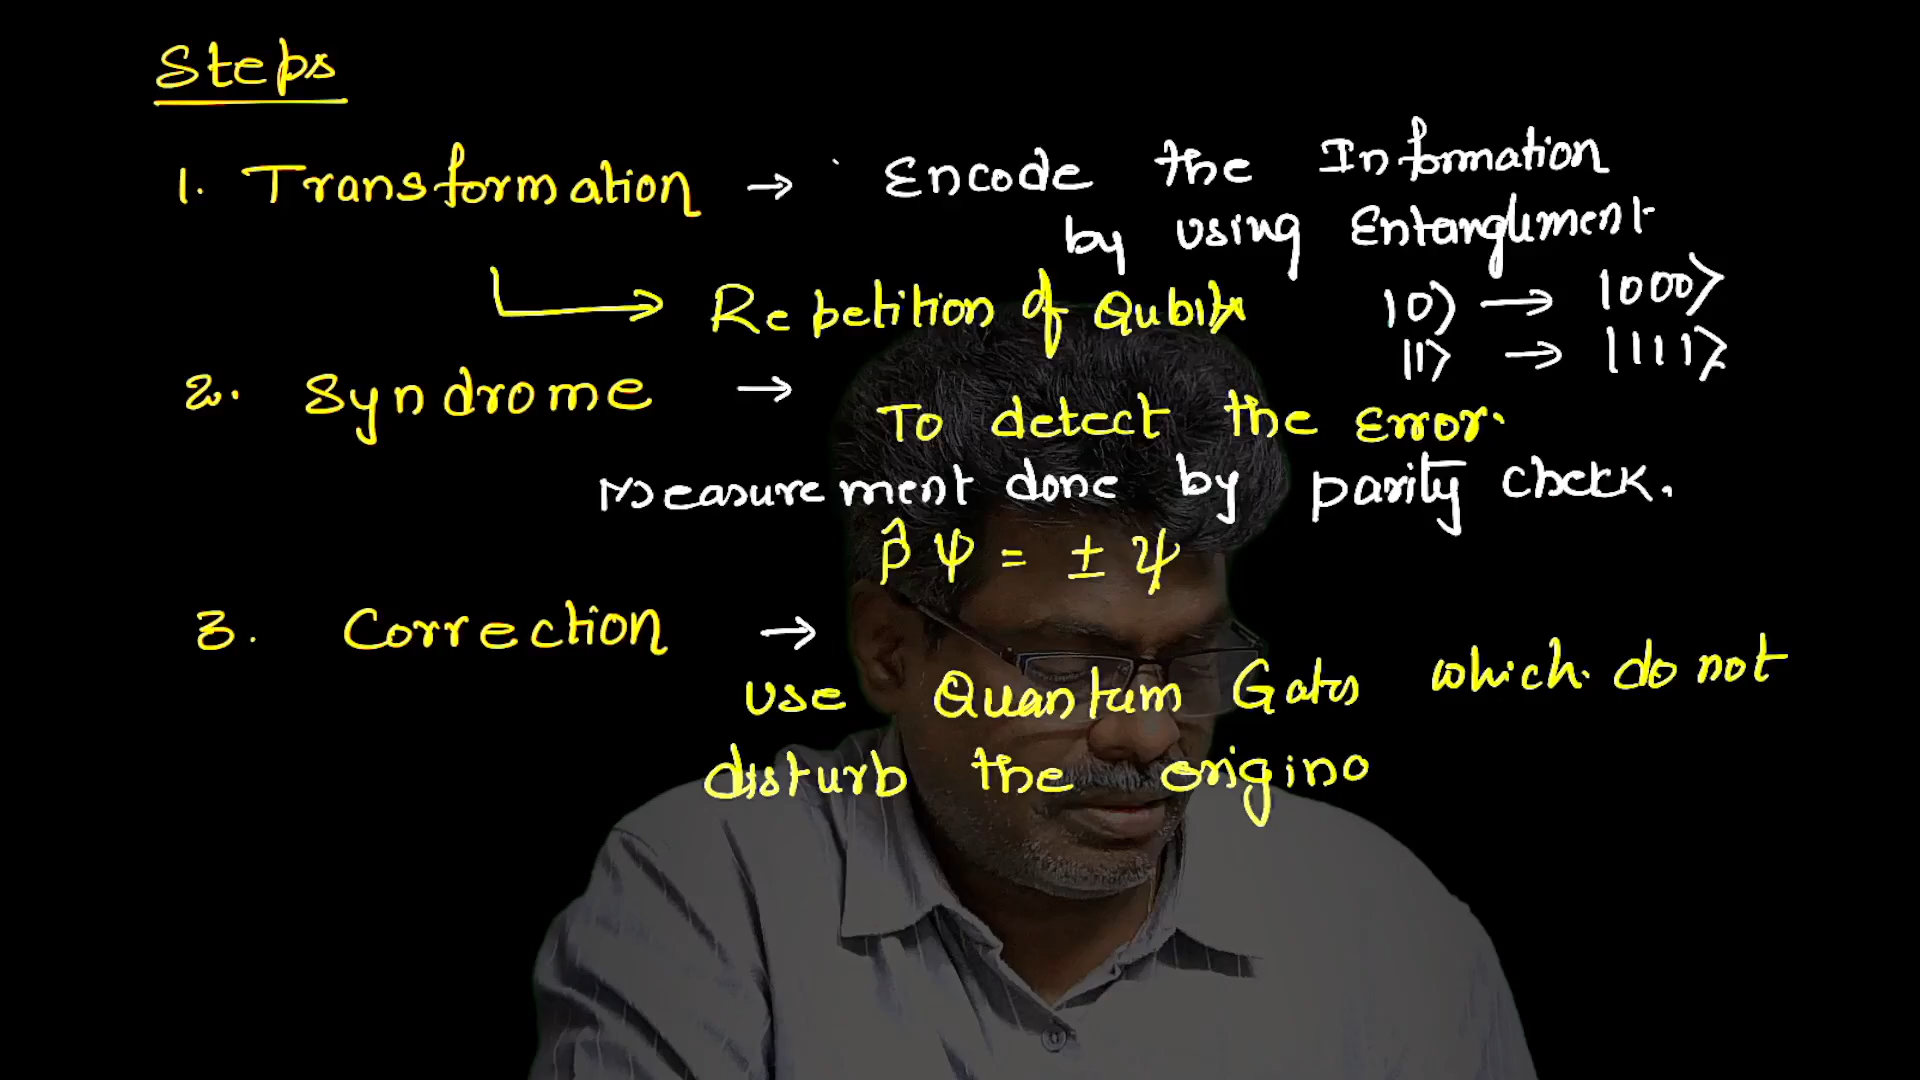 Steps
1. Transformation → Encode the Information
by using Entanglement
Repetition of Qubits |0⟩ → |000⟩
|1⟩ → |111⟩
2. Syndrome →
To detect the Error.
Measurement done by parity check.
P̂ ψ = ± ψ
3. Correction →
use Quantum Gates which do not
disturb the origino